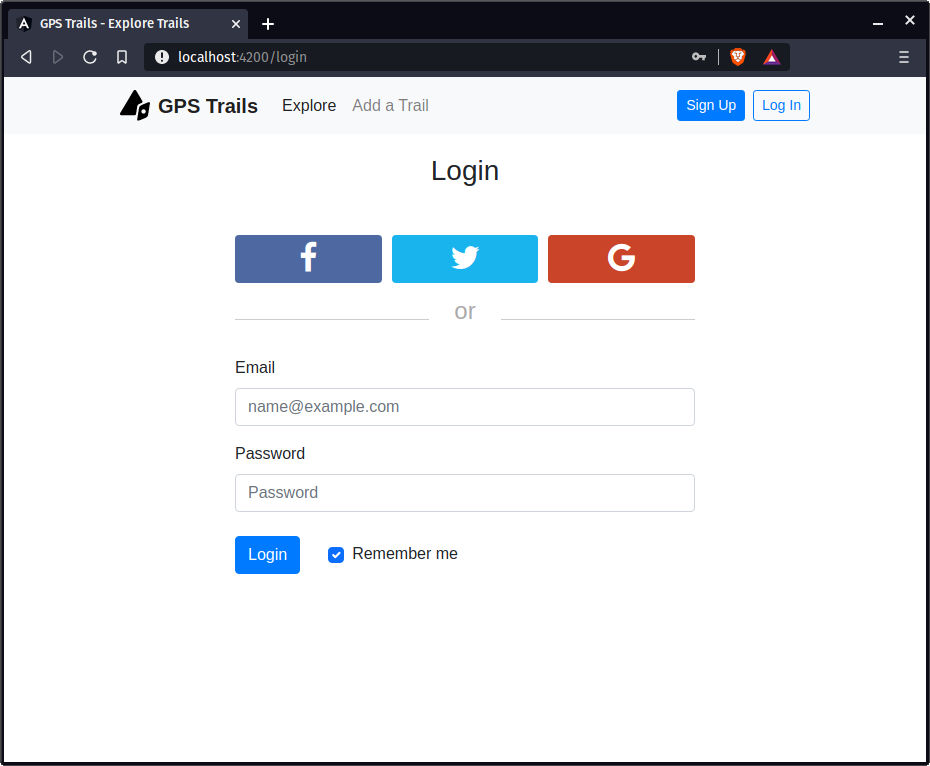 GPS Trails - Explore Trails
localhost:4200/login
GPS Trails Explore Add a Trail Sign Up Log In
Login
or
Email
name@example.com
Password
Password
Login Remember me